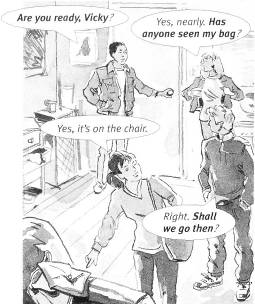 Are you ready, Vicky?
Yes, nearly. Has
anyone seen my bag?
Yes, it's on the chair.
Right. Shall
we go then?